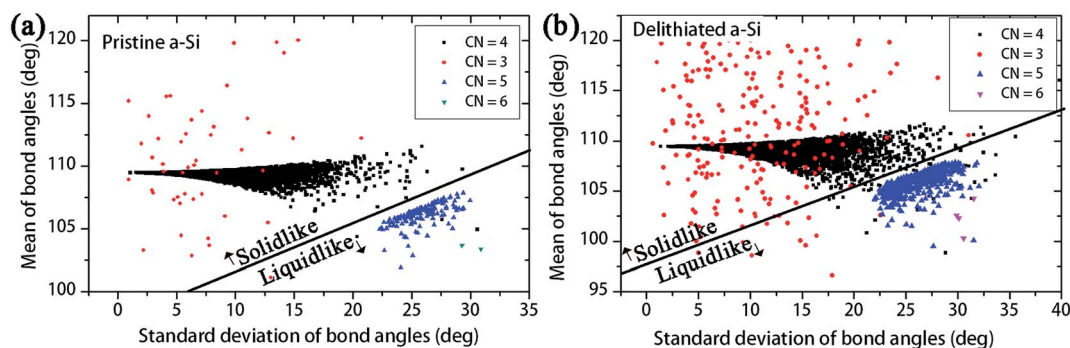 (a)
Pristine a-Si
CN = 4
CN = 3
CN = 5
CN = 6
120
115
110
105
100
Mean of bond angles (deg)
↑Solidlike
Liquidlike↓
0 5 10 15 20 25 30 35
Standard deviation of bond angles (deg)
(b)
Delithiated a-Si
CN = 4
CN = 3
CN = 5
CN = 6
120
115
110
105
100
95
Mean of bond angles (deg)
↑Solidlike
Liquidlike↓
0 5 10 15 20 25 30 35 40
Standard deviation of bond angles (deg)